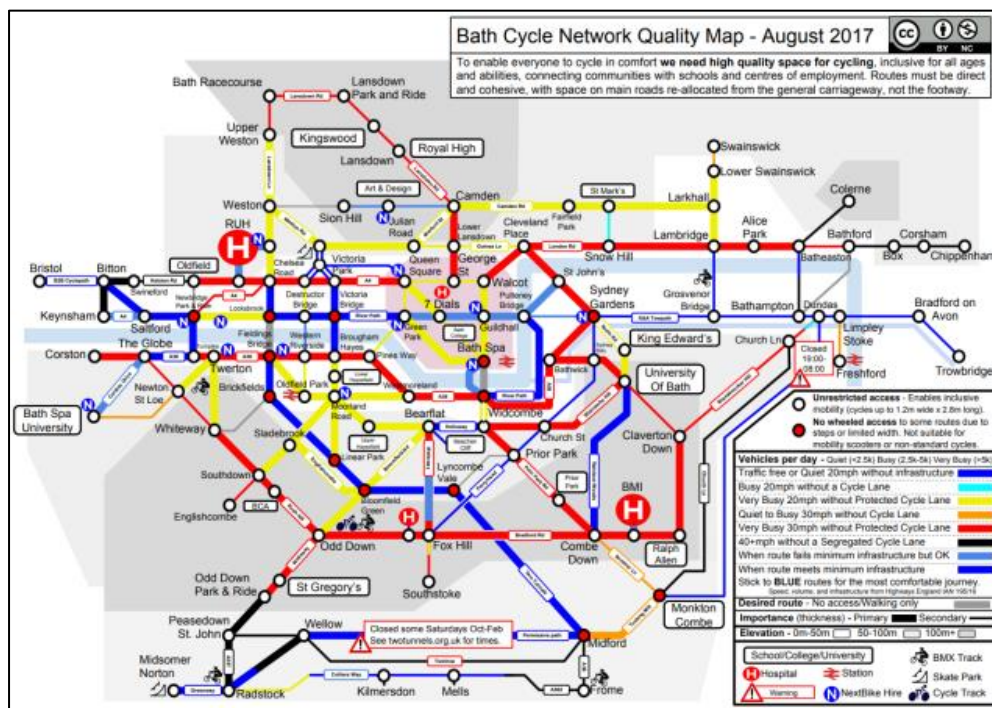 Bath Cycle Network Quality Map - August 2017
CC
BY NC
To enable everyone to cycle in comfort we need high quality space for cycling, inclusive for all ages
and abilities, connecting communities with schools and centres of employment. Routes must be direct
and cohesive, with space on main roads re-allocated from the general carriageway, not the footway.
Bath Racecourse
Lansdown
Park and Ride
Upper
Weston
Kingswood
Royal High
Lansdown
Swainswick
Lower Swainswick
Art & Design
St Mark's
Weston
Sion Hill
Julian
Road
Camden
Fairfield
Park
Larkhall
Colerne
RUH
H
Lower
Lansdown
Cleveland
Place
Alice
Park
Bathford
Corsham
Oldfield
Chelsea
Road
Victoria
Park
Queen
Square
George
St
Snow Hill
Lambridge
Batheaston
Box
Chippenham
Bristol
Bitton
Swineford
Walcot
St John's
Destructor
Bridge
Victoria
Bridge
7 Dials
Pulteney
Bridge
Sydney
Gardens
Grosvenor
Bridge
Bathampton
Dundas
Bradford on
Avon
Keynsham
Saltford
Fieldings
Bridge
Western
Riverside
Brougham
Hayes
Green
Park
Guildhall
King Edward's
Church Ln
Limpley
Stoke
Trowbridge
The Globe
Corston
Twerton
Pines Way
Bath Spa
Bathwick
University
Of Bath
Closed
19:00-
08:00
Freshford
Newton
St Loe
Brickfields
Oldfield Park
Westmoreland
Widcombe
Bath Spa
University
Whiteway
Moorland
Road
Bearflat
Church St
Claverton
Down
Sladebrook
Linear Park
Prior Park
Southdown
Lyncombe
Vale
Prior
Park
BMI
H
Englishcombe
BCA
Bloomfield
Green
Odd Down
Fox Hill
Bradford Rd
Combe
Down
Ralph
Allen
Odd Down
Park & Ride
St Gregory's
Southstoke
Monkton
Combe
Peasedown
St. John
Wellow
Closed some Saturdays Oct-Feb
See twotunnels.org.uk for times.
Midford
Midsomer
Norton
Radstock
Kilmersdon
Mells
Frome
Unrestricted access - Enables inclusive
mobility (cycles up to 1.2m wide x 2.8m long).
No wheeled access to some routes due to
steps or limited width. Not suitable for
mobility scooters or non-standard cycles.
Vehicles per day - Quiet (<2.5k) Busy (2.5k-5k) Very Busy (>5k)
Traffic free or Quiet 20mph without infrastructure
Busy 20mph without a Cycle Lane
Very Busy 20mph without Protected Cycle Lane
Quiet to Busy 30mph without Cycle Lane
Very Busy 30mph without Protected Cycle Lane
40+mph without a Segregated Cycle Lane
When route fails minimum infrastructure but OK
When route meets minimum infrastructure
Stick to BLUE routes for the most comfortable journey.
Desired route - No access/Walking only
Importance (thickness) - Primary Secondary
Elevation - 0m-50m 50-100m 100m+
School/College/University
BMX Track
H Hospital
Station
Skate Park
Warning
N NextBike Hire
Cycle Track